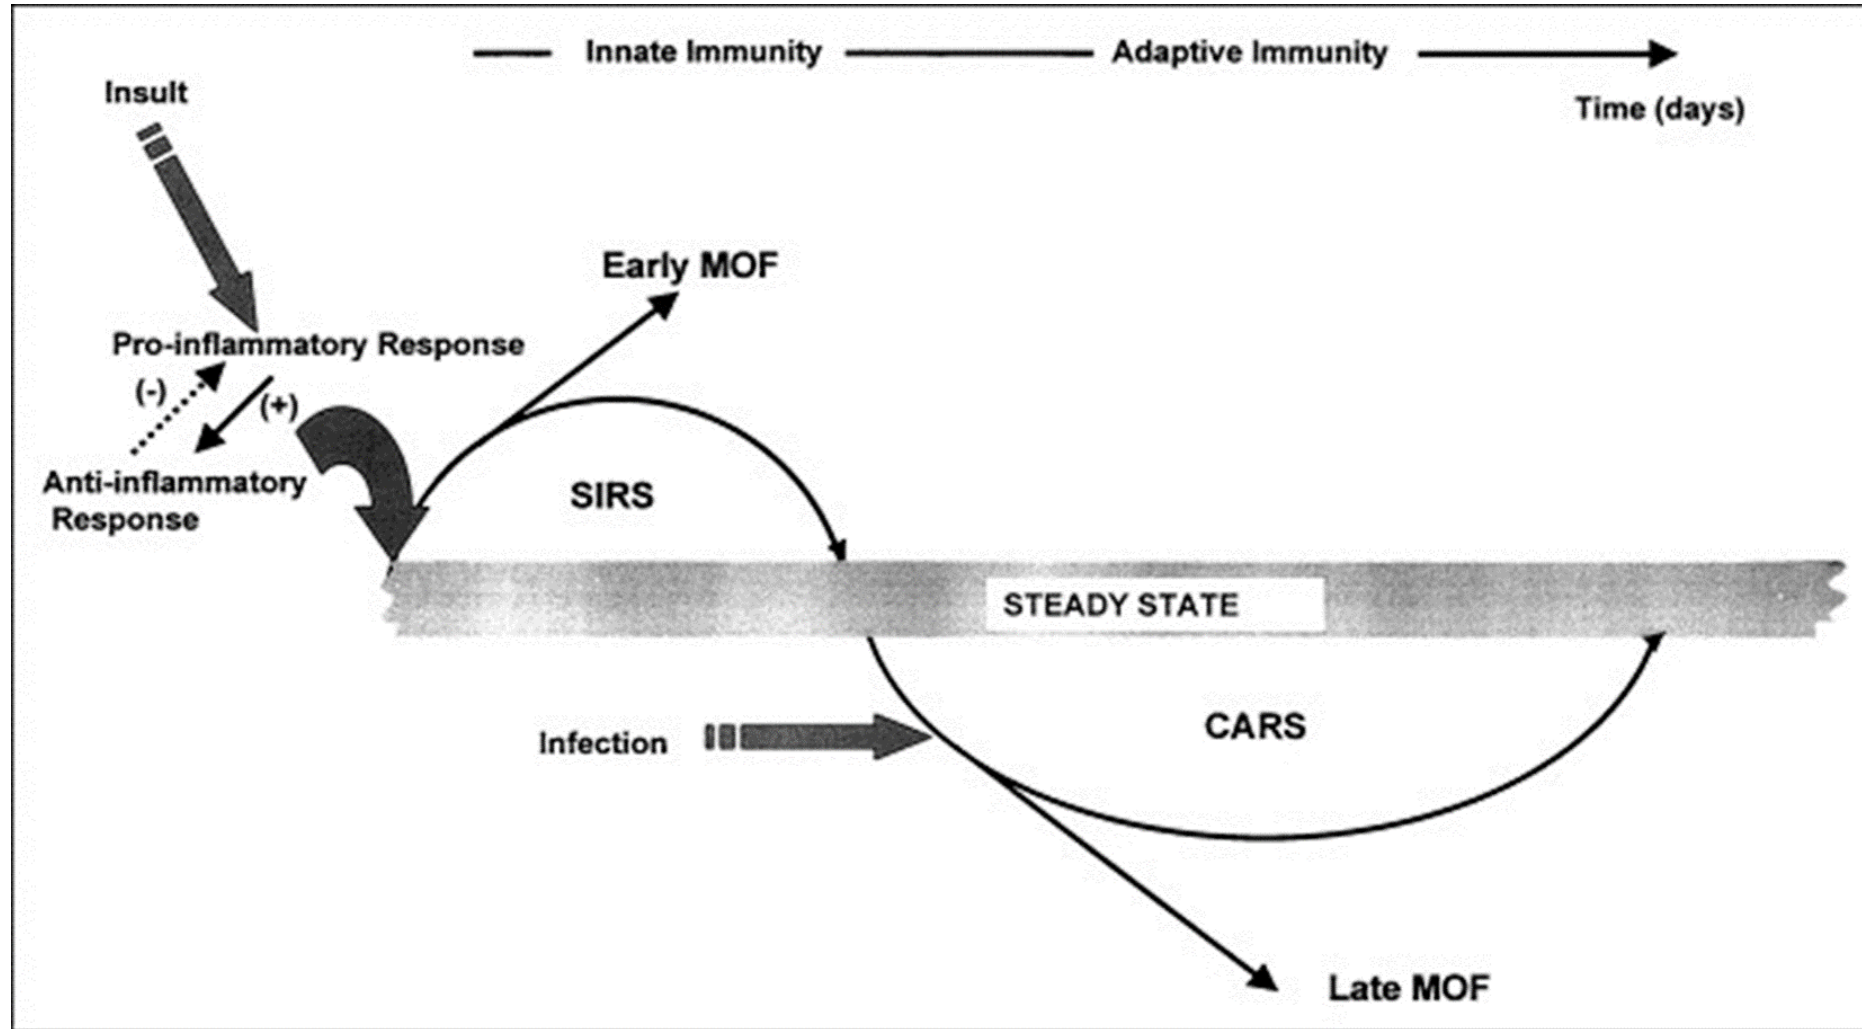 Innate Immunity
Adaptive Immunity
Time (days)
Insult
Early MOF
Pro-inflammatory Response
(-)
(+)
Anti-inflammatory
Response
SIRS
STEADY STATE
Infection
CARS
Late MOF